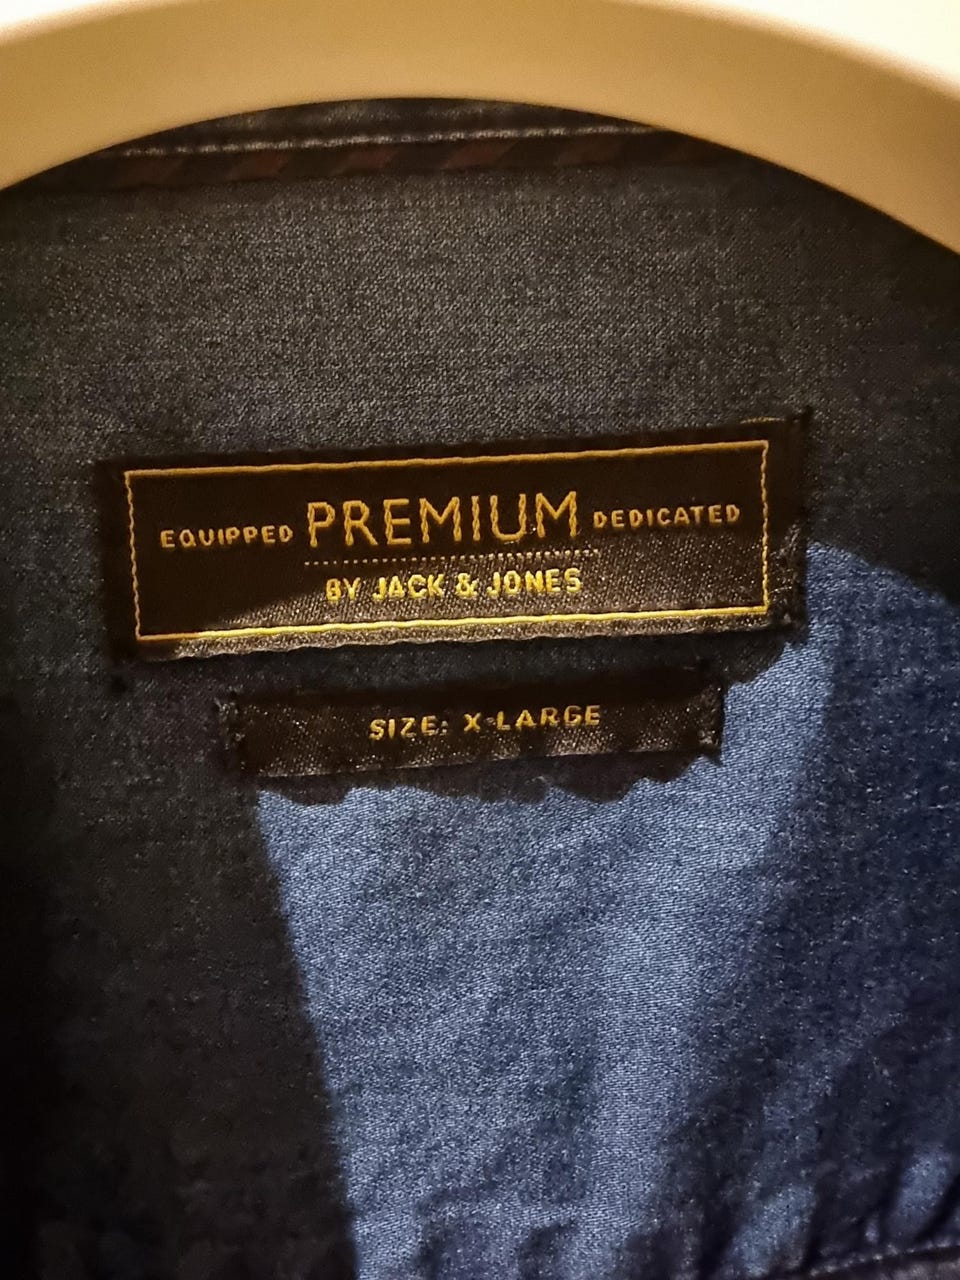 EQUIPPED PREMIUM DEDICATED
BY JACK & JONES
SIZE: X-LARGE